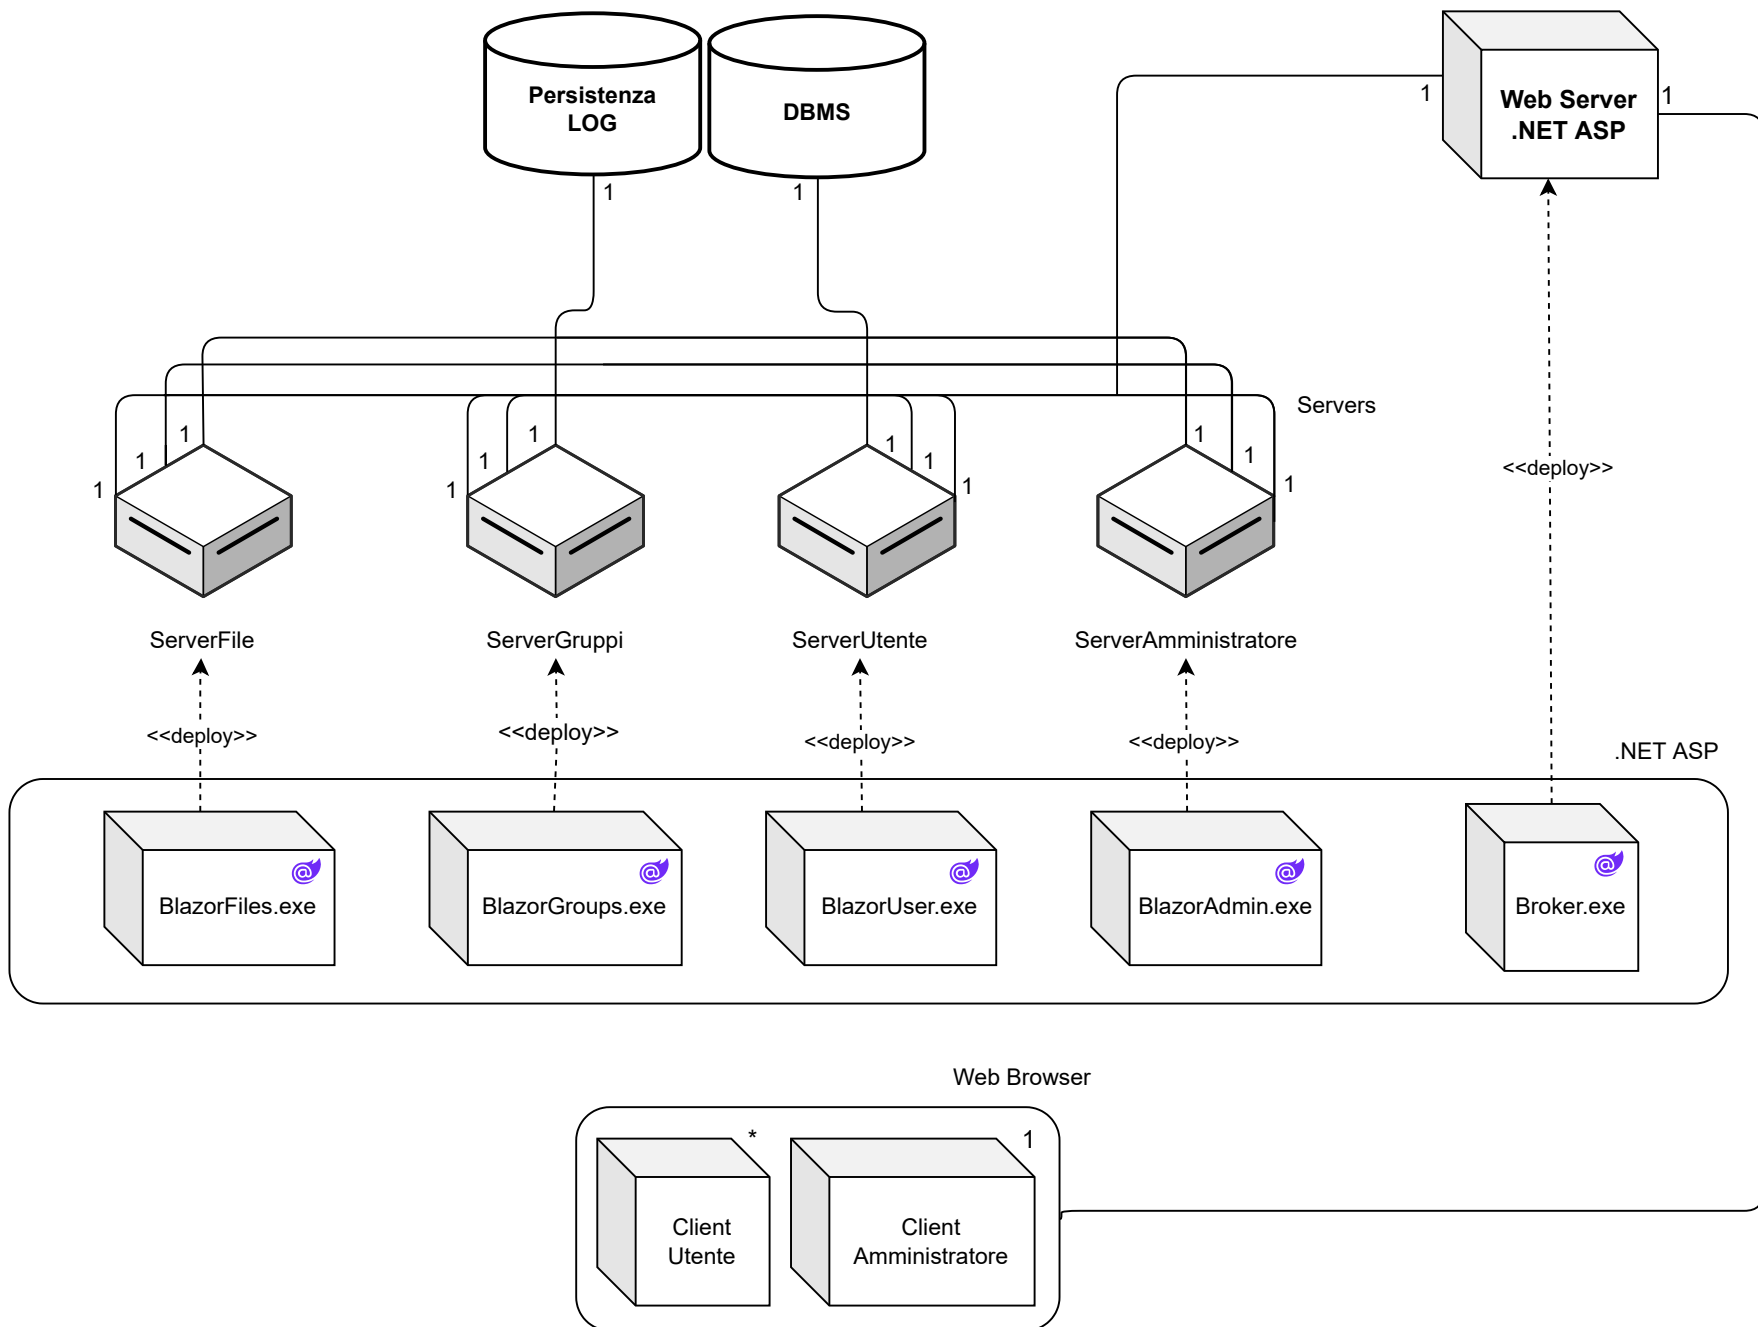 Persistenza
LOG
DBMS
Web Server
.NET ASP
1
1
1
1
Servers
1
1
1
1
1
1
1
1
1
1
1
1
<<deploy>>
ServerFile
ServerGruppi
ServerUtente
ServerAmministratore
<<deploy>>
<<deploy>>
<<deploy>>
<<deploy>>
.NET ASP
@
@
@
@
@
BlazorFiles.exe
BlazorGroups.exe
BlazorUser.exe
BlazorAdmin.exe
Broker.exe
Web Browser
*
1
Client
Utente
Client
Amministratore